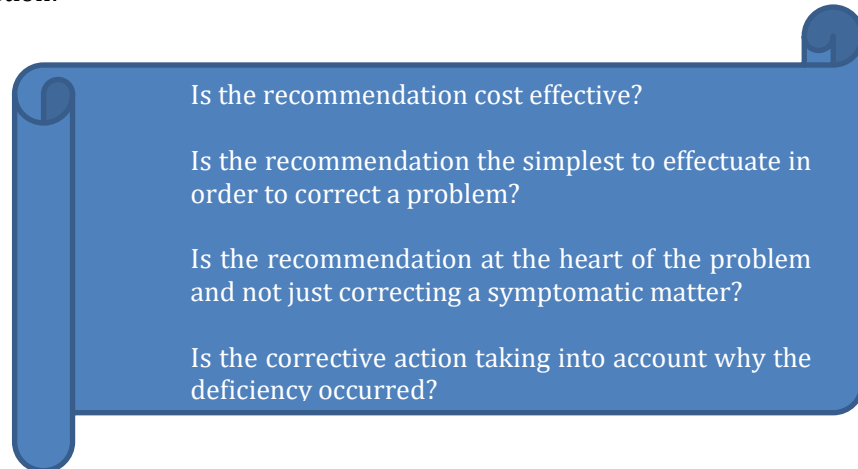 Is the recommendation cost effective?
Is the recommendation the simplest to effectuate in
order to correct a problem?
Is the recommendation at the heart of the problem
and not just correcting a symptomatic matter?
Is the corrective action taking into account why the
deficiency occurred?